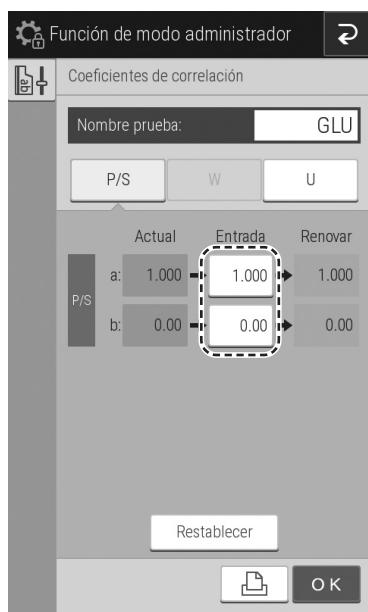 Función de modo administrador
Coeficientes de correlación
Nombre prueba: GLU
P/S W U
Actual Entrada Renovar
a: 1.000 1.000 1.000
P/S
b: 0.00 0.00 0.00
Restablecer
OK